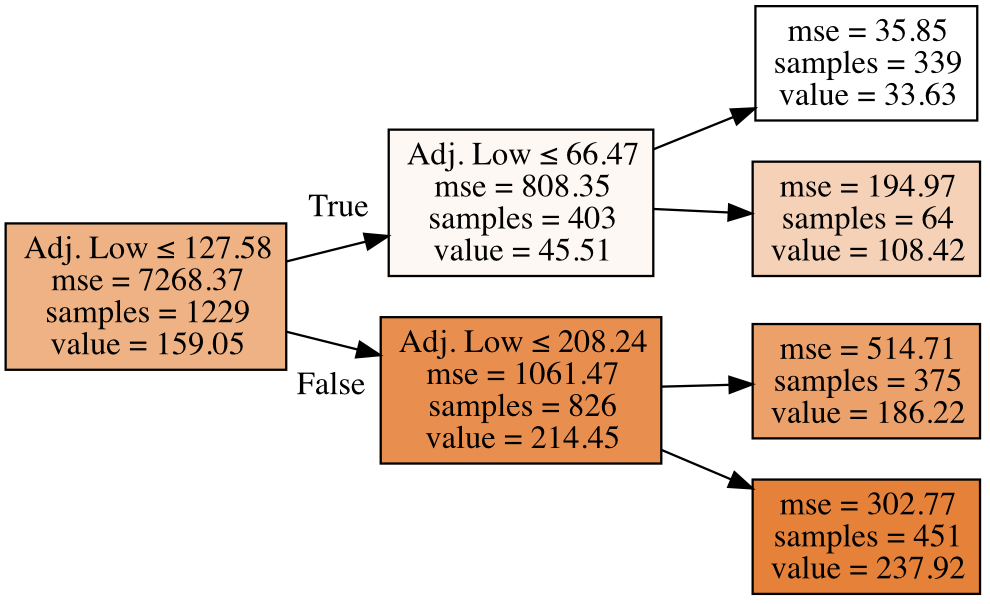 Adj. Low ≤ 127.58
mse = 7268.37
samples = 1229
value = 159.05
True
False
Adj. Low ≤ 66.47
mse = 808.35
samples = 403
value = 45.51
Adj. Low ≤ 208.24
mse = 1061.47
samples = 826
value = 214.45
mse = 35.85
samples = 339
value = 33.63
mse = 194.97
samples = 64
value = 108.42
mse = 514.71
samples = 375
value = 186.22
mse = 302.77
samples = 451
value = 237.92